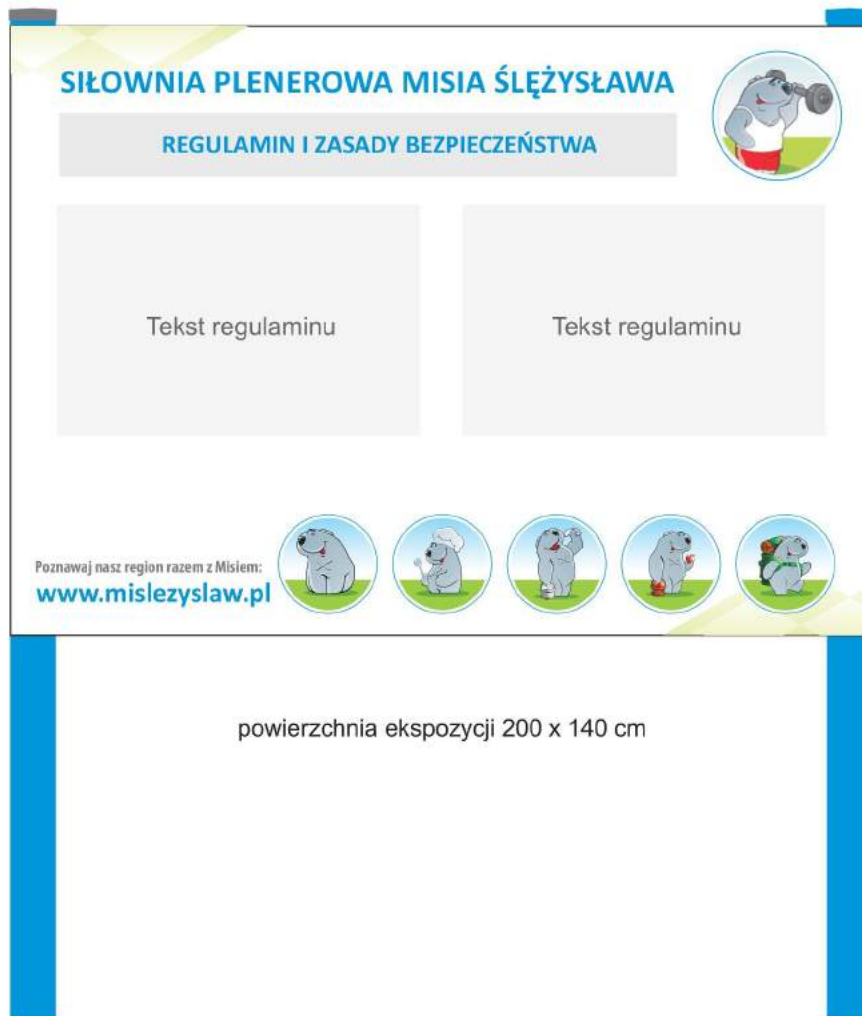 SIŁOWNIA PLENEROWA MISIA ŚLĘŻYSŁAWA
REGULAMIN I ZASADY BEZPIECZEŃSTWA
Tekst regulaminu
Tekst regulaminu
Poznawaj nasz region razem z Misiem:
www.mislezyslaw.pl
powierzchnia ekspozycji 200 x 140 cm